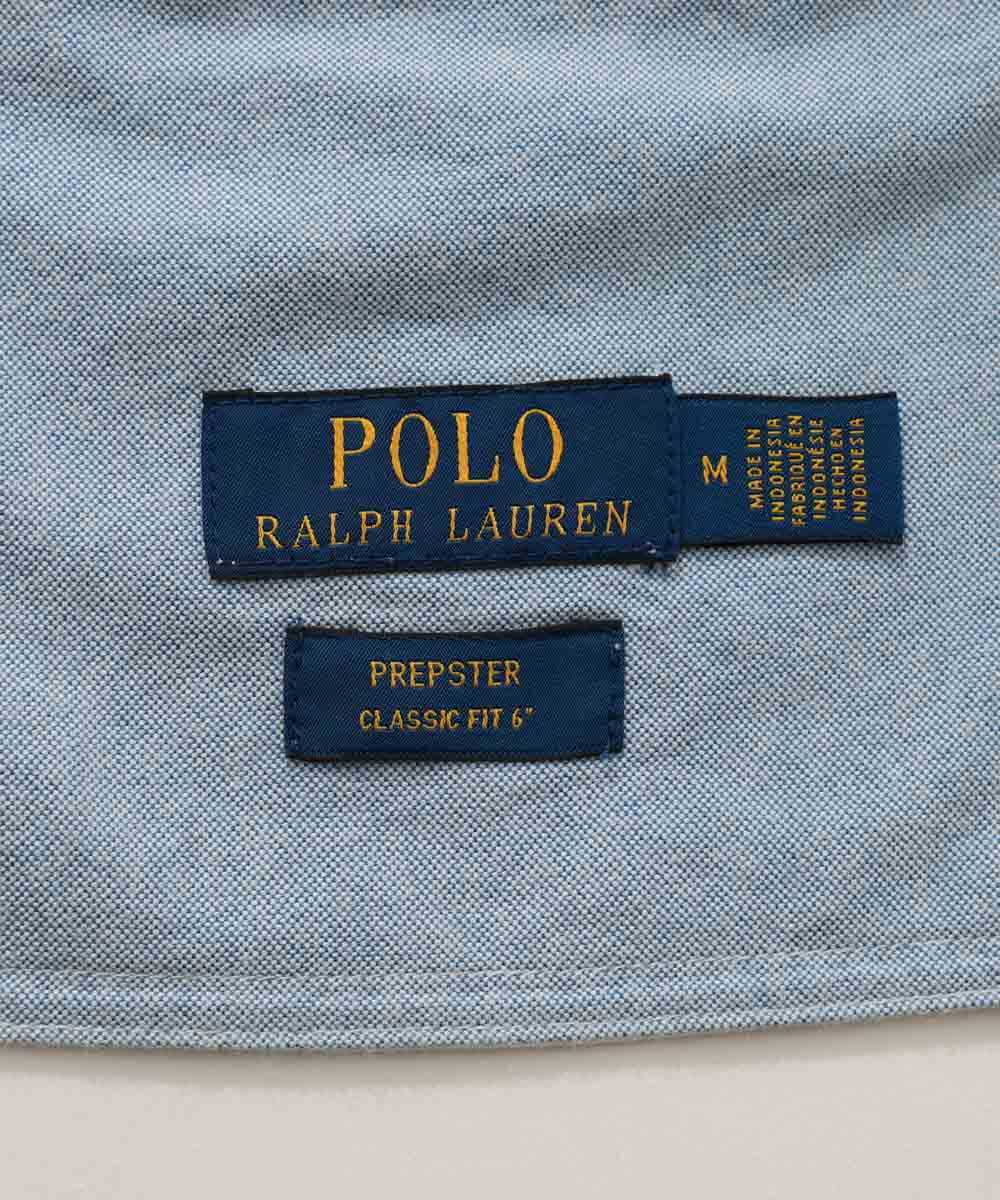 POLO
RALPH LAUREN
M
MADE IN
INDONESIA
FABRIQUÉ EN
INDONÉSIE
HECHO EN
INDONESIA
PREPSTER
CLASSIC FIT 6"